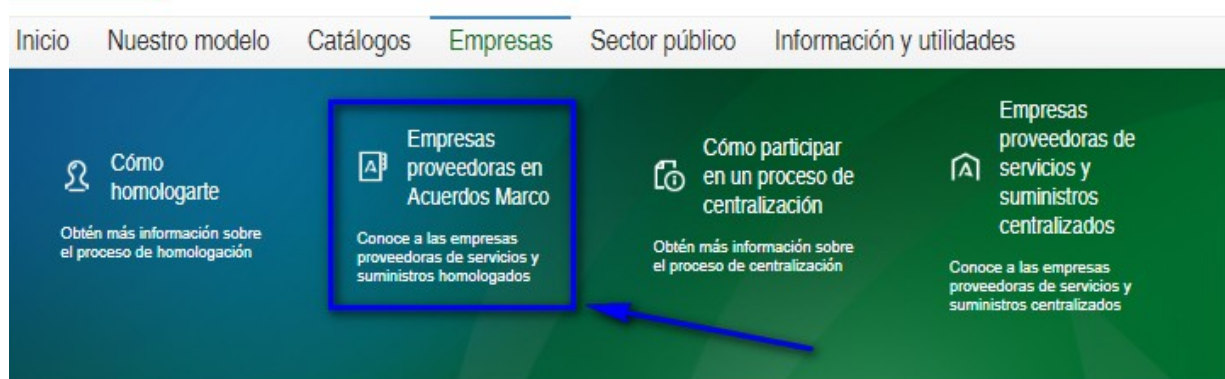 Inicio Nuestro modelo Catálogos Empresas Sector público Información y utilidades
Cómo
homologarte
Obtén más información sobre
el proceso de homologación
Empresas
proveedoras en
Acuerdos Marco
Conoce a las empresas
proveedoras de servicios y
suministros homologados
Cómo participar
en un proceso de
centralización
Obtén más información sobre
el proceso de centralización
Empresas
proveedoras de
servicios y
suministros
centralizados
Conoce a las empresas
proveedoras de servicios y
suministros centralizados